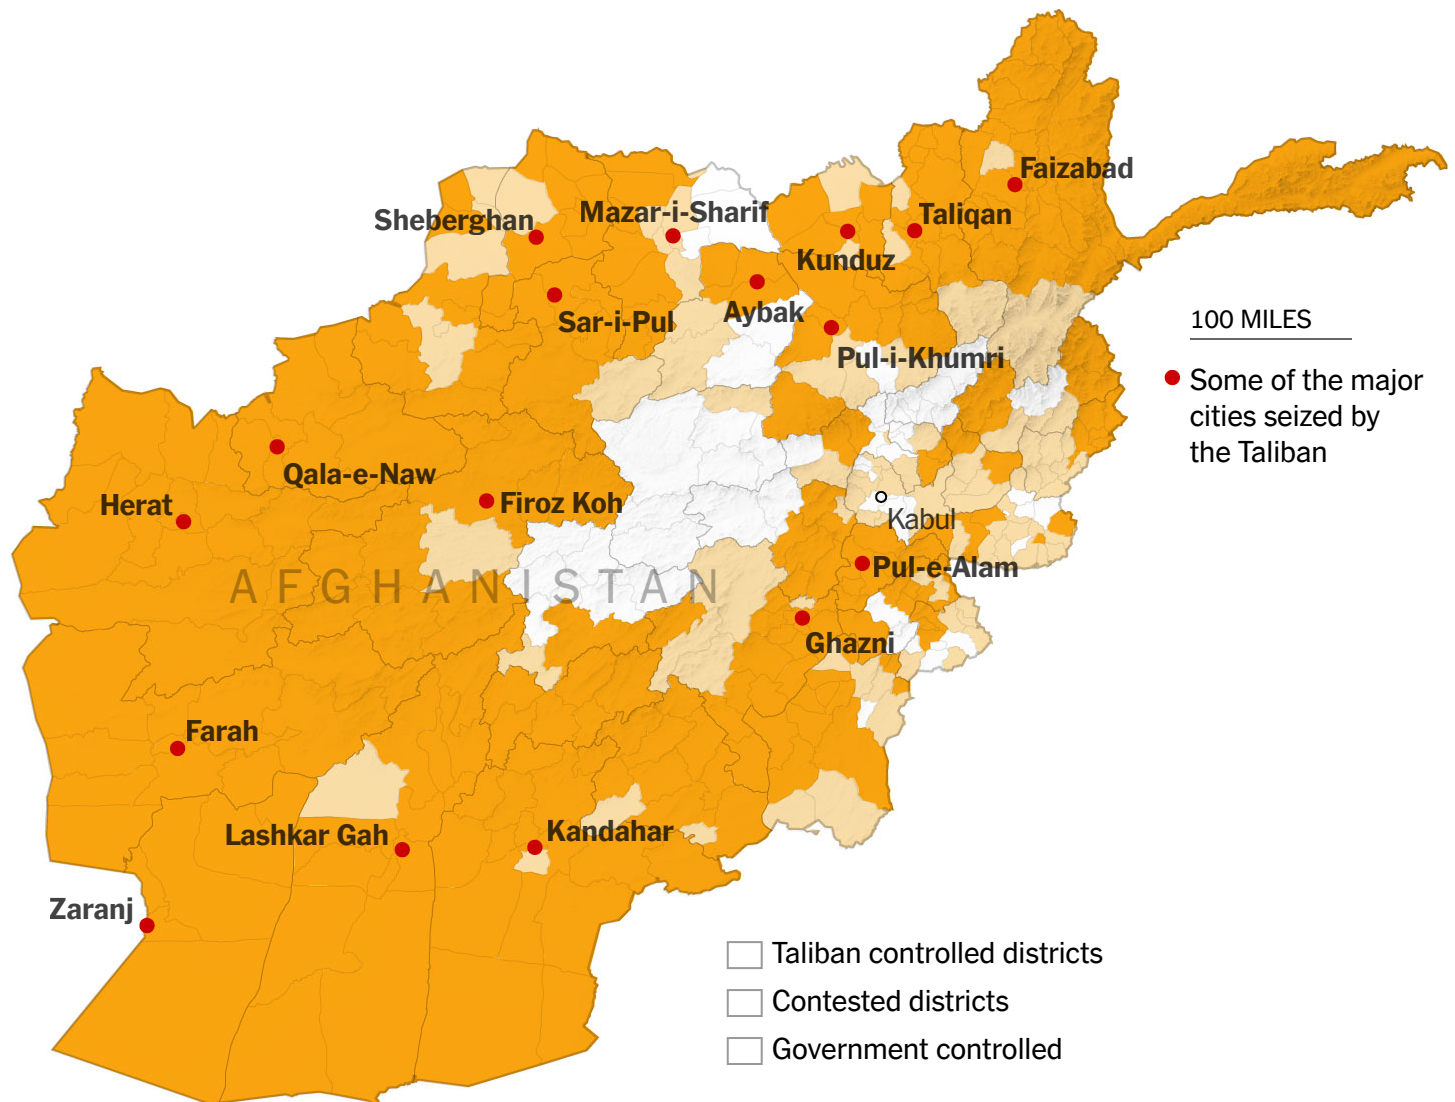 Faizabad
Sheberghan
Mazar-i-Sharif
Taliqan
Kunduz
Aybak
Sar-i-Pul
Pul-i-Khumri
100 MILES
Some of the major
cities seized by
the Taliban
Qala-e-Naw
Herat
Firoz Koh
Kabul
Pul-e-Alam
AFGHANISTAN
Ghazni
Farah
Lashkar Gah
Kandahar
Zaranj
Taliban controlled districts
Contested districts
Government controlled